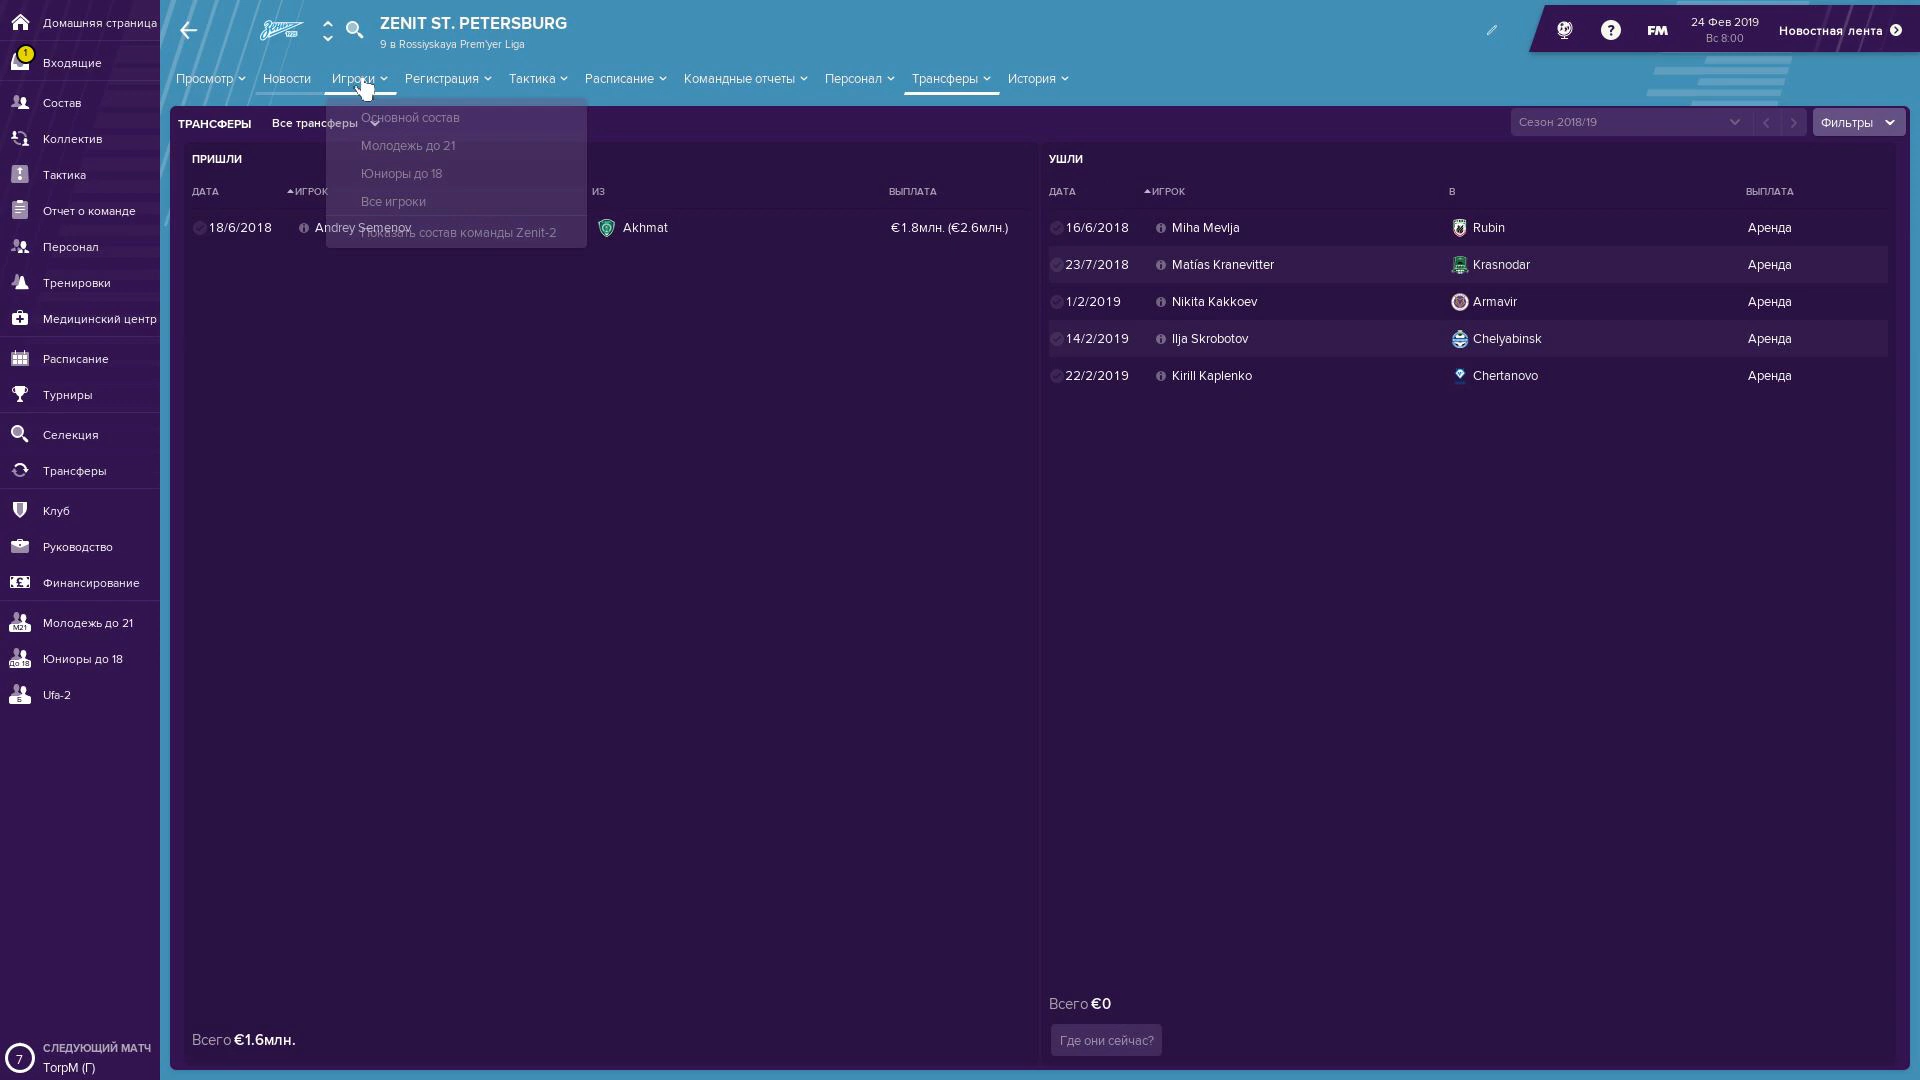 Домашняя страница
1
Входящие
Состав
Коллектив
Тактика
Отчет о команде
Персонал
Тренировки
Медицинский центр
Расписание
Турниры
Селекция
Трансферы
Клуб
Руководство
Финансирование
М21
Молодежь до 21
До 18
Юниоры до 18
Б
Ufa-2
7
СЛЕДУЮЩИЙ МАТЧ
TorpM (Г)
ZENIT ST. PETERSBURG
9 в Rossiyskaya Prem'yer Liga
FM
24 Фев 2019
Вс 8:00
Новостная лента
Просмотр Новости Игроки Регистрация Тактика Расписание Командные отчеты Персонал Трансферы История
ТРАНСФЕРЫ Все трансферы
Сезон 2018/19
Фильтры
Основной состав
Молодежь до 21
Юниоры до 18
Все игроки
Показать состав команды Zenit-2
ПРИШЛИ
ДАТА ИГРОК ИЗ ВЫПЛАТА
18/6/2018 Andrey Semenov Akhmat €1.8млн. (€2.6млн.)
Всего €1.6млн.
УШЛИ
ДАТА ИГРОК В ВЫПЛАТА
16/6/2018 Miha Mevlja Rubin Аренда
23/7/2018 Matías Kranevitter Krasnodar Аренда
1/2/2019 Nikita Kakkoev Armavir Аренда
14/2/2019 Ilja Skrobotov Chelyabinsk Аренда
22/2/2019 Kirill Kaplenko Chertanovo Аренда
Всего €0
Где они сейчас?